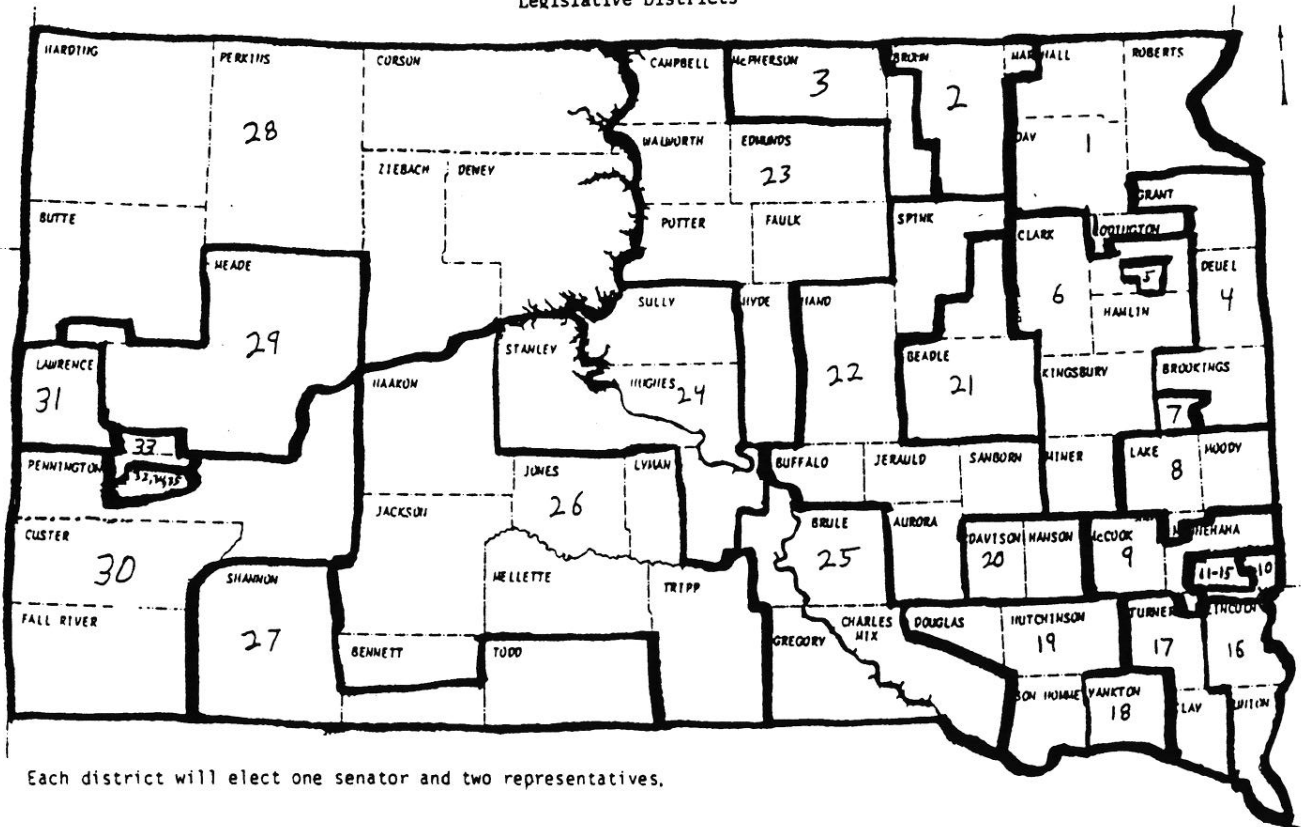 Legislative Districts
HARDING
PERKINS
CORSON
CAMPBELL
McPHERSON
3
BROWN
2
MARSHALL
ROBERTS
28
WALWORTH
EDMUNDS
23
DAY
1
ZIEBACH
DEWEY
GRANT
BUTTE
POTTER
FAULK
SPINK
CLARK
CODINGTON
MEADE
5
DEUEL
6
4
HAMLIN
SULLY
HYDE
HAND
29
STANLEY
22
BEADLE
21
LAWRENCE
31
HAAKON
HUGHES
24
KINGSBURY
BROOKINGS
7
33
PENNINGTON
32,34,35
JONES
26
LYMAN
BUFFALO
JERAULD
SANBORN
MINER
LAKE
8
MOODY
JACKSON
CUSTER
30
BRULE
25
AURORA
DAVISON
20
HANSON
McCOOK
9
MINNEHAHA
11-15
10
SHANNON
27
MELLETTE
TRIPP
FALL RIVER
GREGORY
CHARLES
MIX
DOUGLAS
HUTCHINSON
19
TURNER
17
LINCOLN
16
BENNETT
TODD
BON HOMME
YANKTON
18
CLAY
UNION
Each district will elect one senator and two representatives.